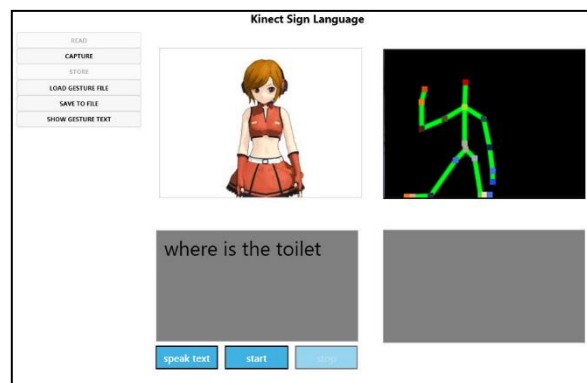 Kinect Sign Language
READ
CAPTURE
STORE
LOAD GESTURE FILE
SAVE TO FILE
SHOW GESTURE TEXT
where is the toilet
speak text
start
stop